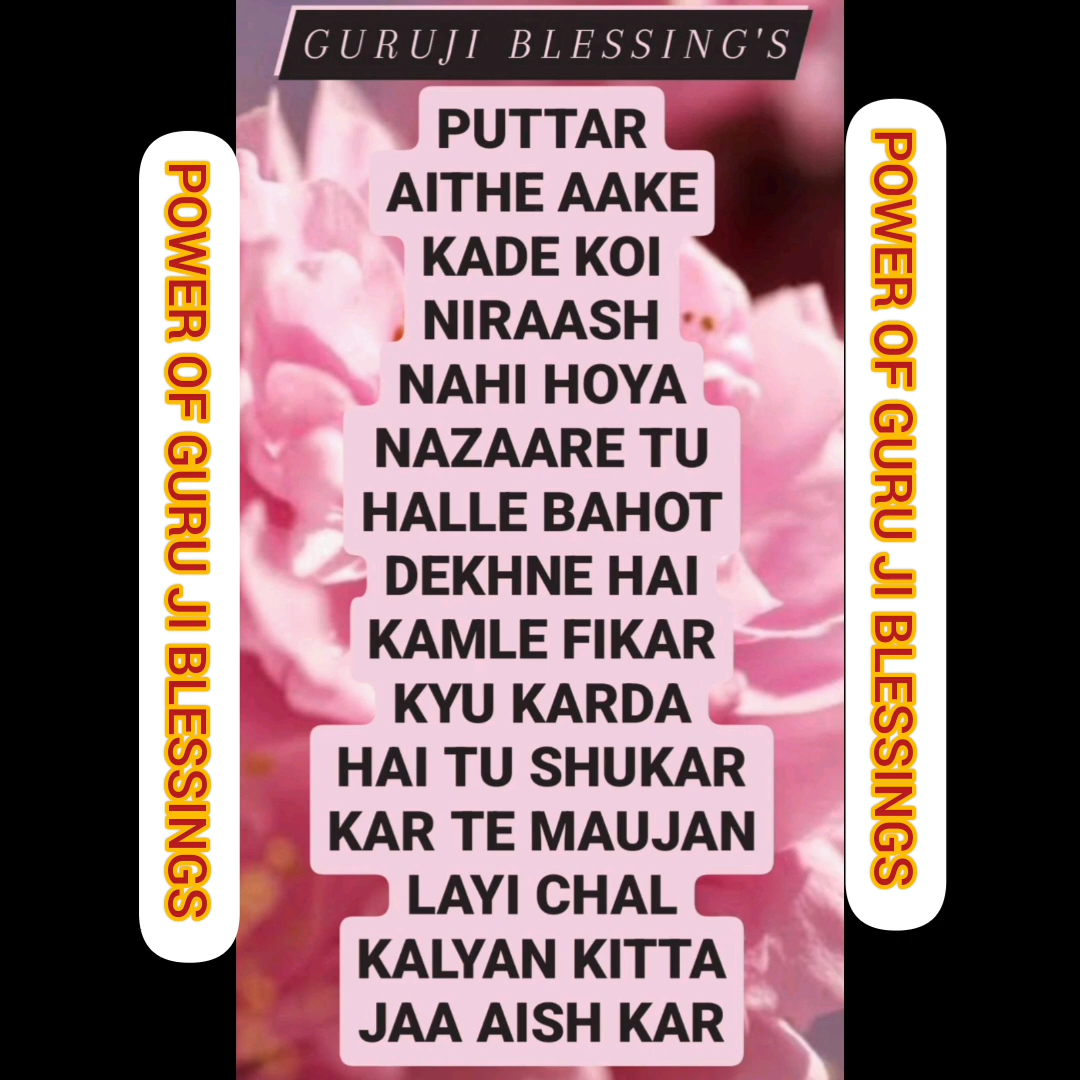 GURUJI BLESSING'S
PUTTAR
AITHE AAKE
KADE KOI
NIRAASH
NAHI HOYA
NAZAARE TU
HALLE BAHOT
DEKHNE HAI
KAMLE FIKAR
KYU KARDA
HAI TU SHUKAR
KAR TE MAUJAN
LAYI CHAL
KALYAN KITTA
JAA AISH KAR
POWER OF GURU JI BLESSINGS
POWER OF GURU JI BLESSINGS